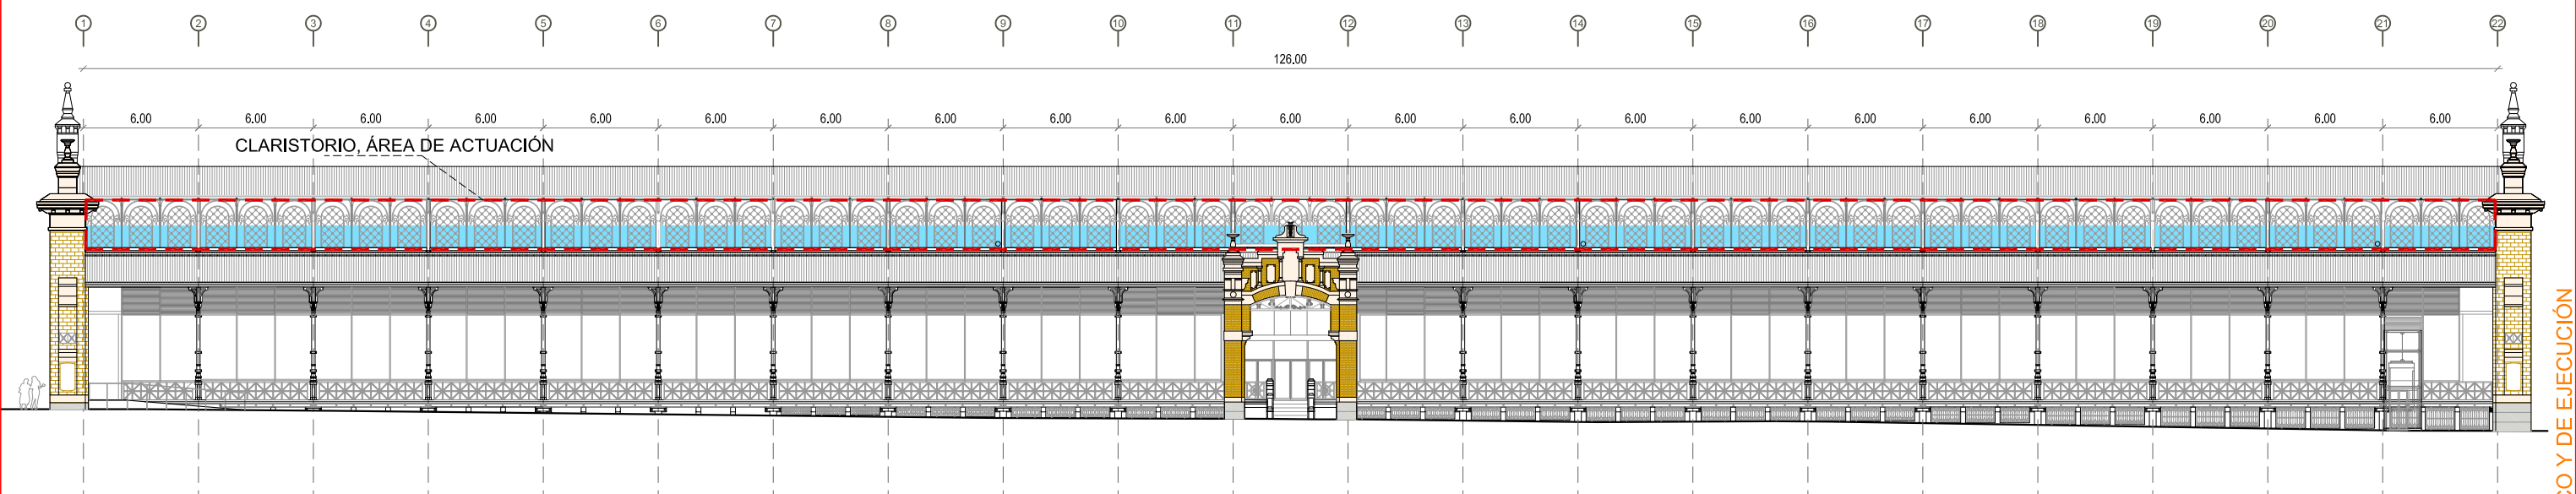 1 2 3 4 5 6 7 8 9 10 11 12 13 14 15 16 17 18 19 20 21 22
126.00
6.00 6.00 6.00 6.00 6.00 6.00 6.00 6.00 6.00 6.00 6.00 6.00 6.00 6.00 6.00 6.00 6.00 6.00 6.00 6.00 6.00
CLARISTORIO, ÁREA DE ACTUACIÓN
Y DE EJECUCIÓN